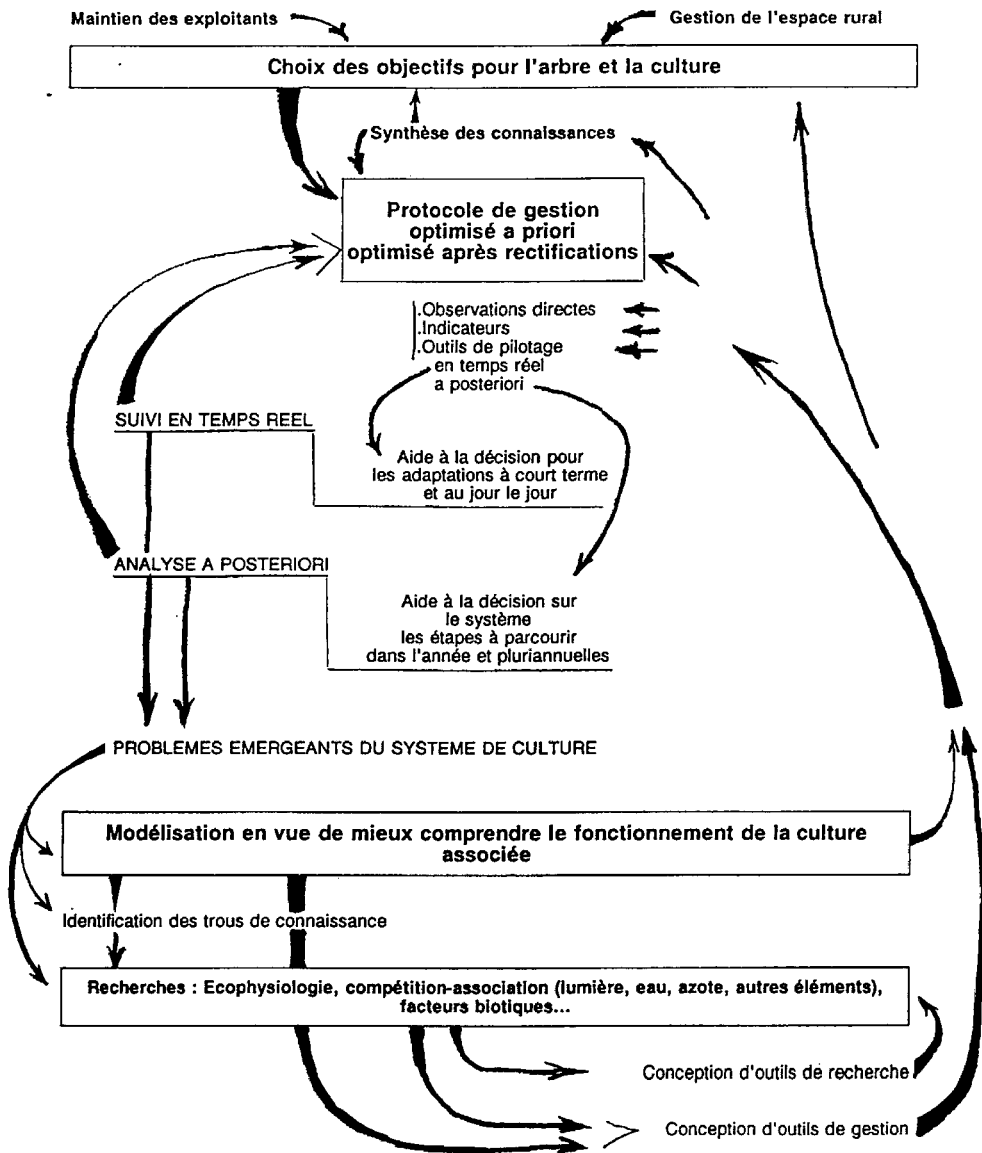 Maintien des exploitants
Gestion de l'espace rural
Choix des objectifs pour l'arbre et la culture
Synthèse des connaissances
Protocole de gestion
optimisé a priori
optimisé après rectifications
.Observations directes
.Indicateurs
.Outils de pilotage
en temps réel
a posteriori
SUIVI EN TEMPS REEL
Aide à la décision pour
les adaptations à court terme
et au jour le jour
ANALYSE A POSTERIORI
Aide à la décision sur
le système
les étapes à parcourir
dans l'année et pluriannuelles
PROBLEMES EMERGEANTS DU SYSTEME DE CULTURE
Modélisation en vue de mieux comprendre le fonctionnement de la culture
associée
Identification des trous de connaissance
Recherches : Ecophysiologie, compétition-association (lumière, eau, azote, autres éléments),
facteurs biotiques...
Conception d'outils de recherche
Conception d'outils de gestion